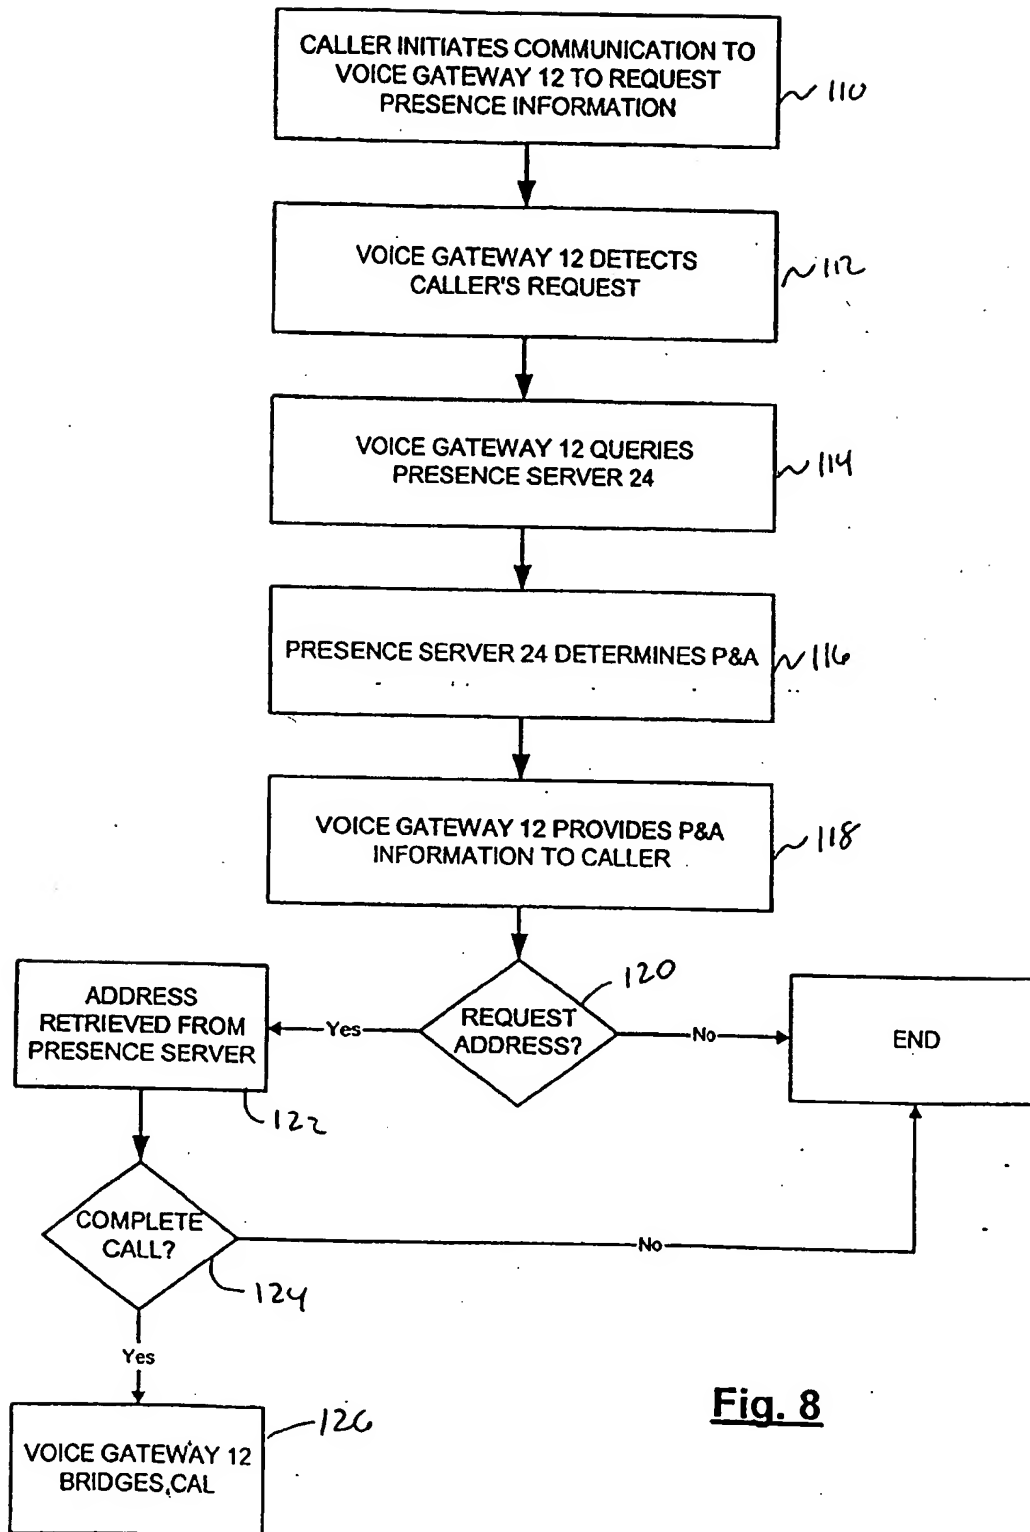 CALLER INITIATES COMMUNICATION TO
VOICE GATEWAY 12 TO REQUEST
PRESENCE INFORMATION
110
VOICE GATEWAY 12 DETECTS
CALLER'S REQUEST
112
VOICE GATEWAY 12 QUERIES
PRESENCE SERVER 24
114
PRESENCE SERVER 24 DETERMINES P&A
116
VOICE GATEWAY 12 PROVIDES P&A
INFORMATION TO CALLER
118
REQUEST
ADDRESS?
120
Yes
No
ADDRESS
RETRIEVED FROM
PRESENCE SERVER
122
END
COMPLETE
CALL?
124
No
Yes
VOICE GATEWAY 12
BRIDGES CAL
126
Fig. 8